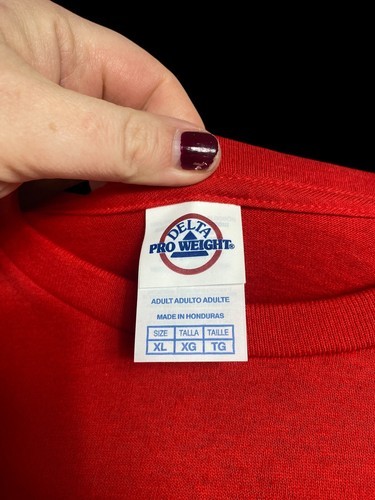 DELTA
PRO WEIGHT®
ADULT ADULTO ADULTE
MADE IN HONDURAS
SIZE TALLA TAILLE
XL XG TG